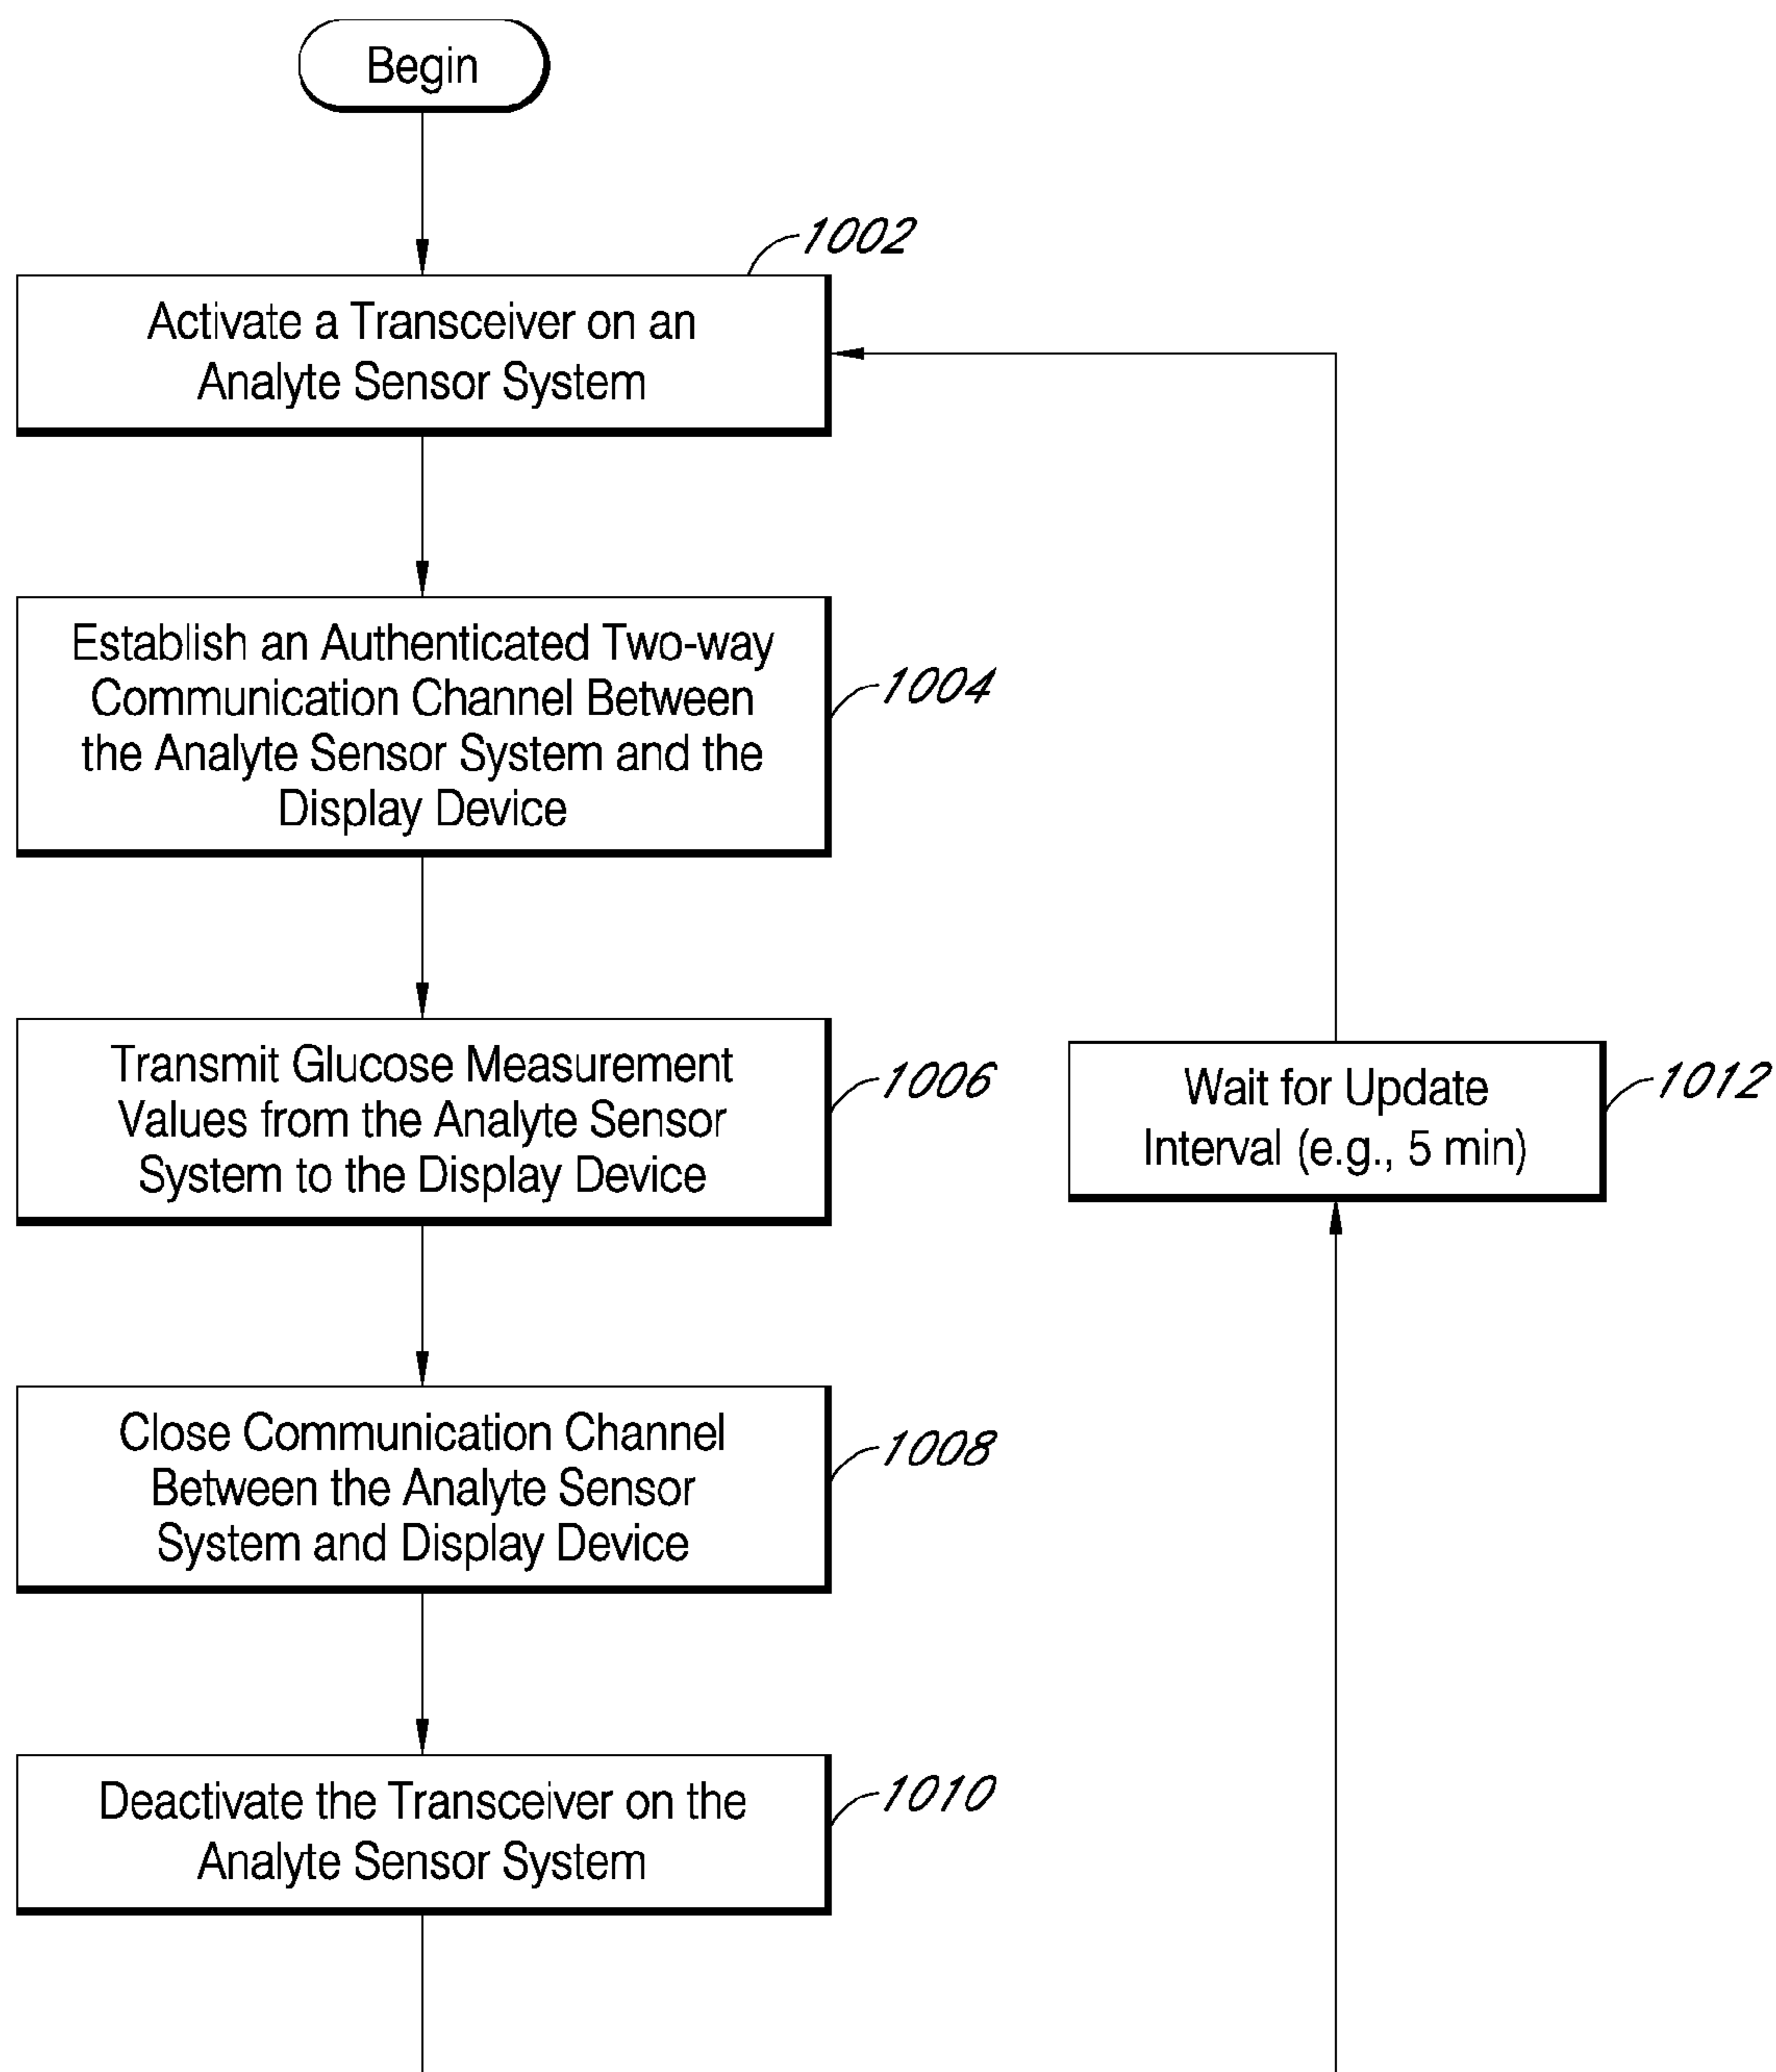 Begin
1002
Activate a Transceiver on an
Analyte Sensor System
Establish an Authenticated Two-way
Communication Channel Between
the Analyte Sensor System and the
Display Device
1004
Transmit Glucose Measurement
Values from the Analyte Sensor
System to the Display Device
1006
Wait for Update
Interval (e.g., 5 min)
1012
Close Communication Channel
Between the Analyte Sensor
System and Display Device
1008
Deactivate the Transceiver on the
Analyte Sensor System
1010